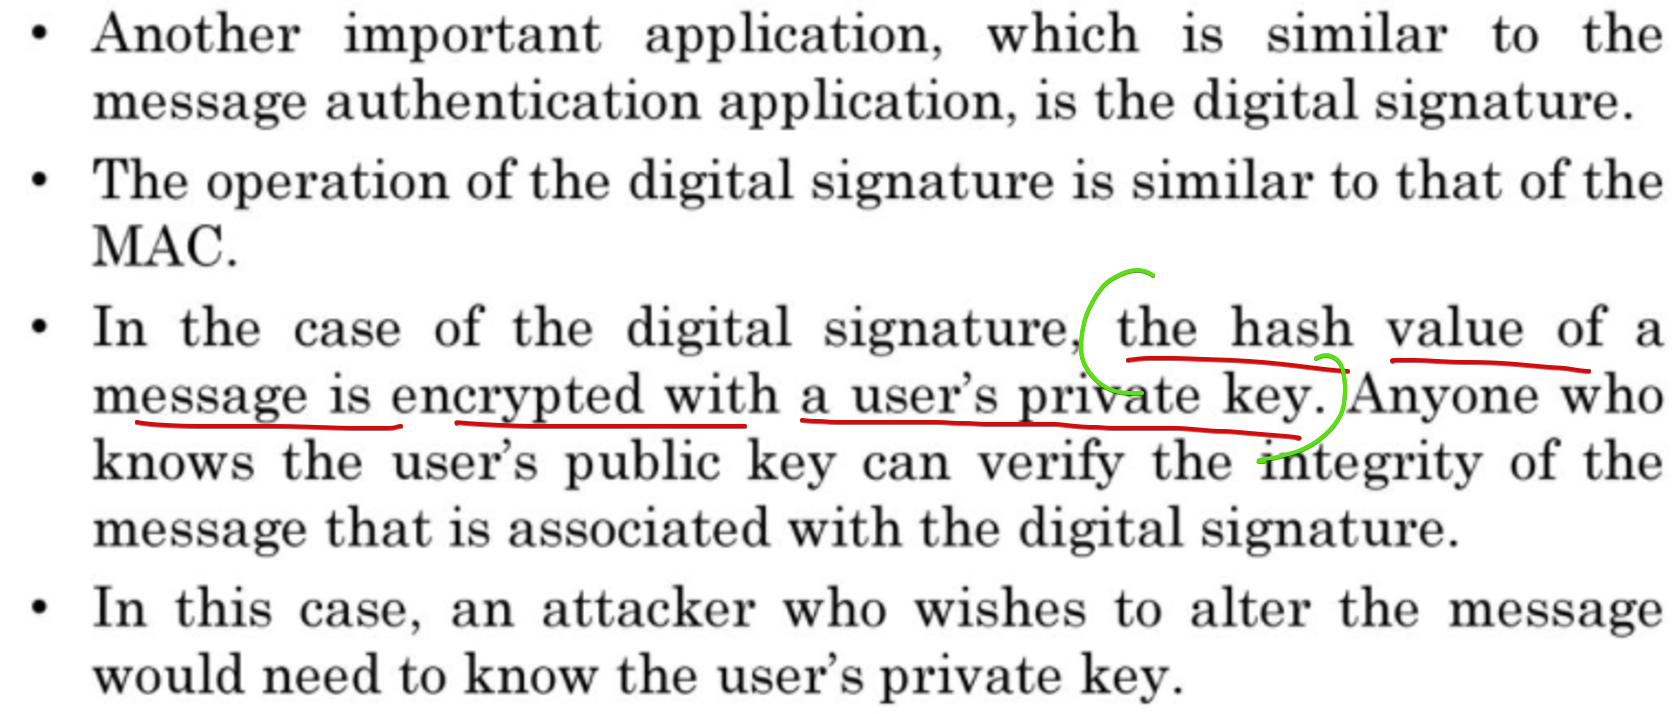 • Another important application, which is similar to the
message authentication application, is the digital signature.
• The operation of the digital signature is similar to that of the
MAC.
• In the case of the digital signature, the hash value of a
message is encrypted with a user's private key. Anyone who
knows the user's public key can verify the integrity of the
message that is associated with the digital signature.
• In this case, an attacker who wishes to alter the message
would need to know the user's private key.